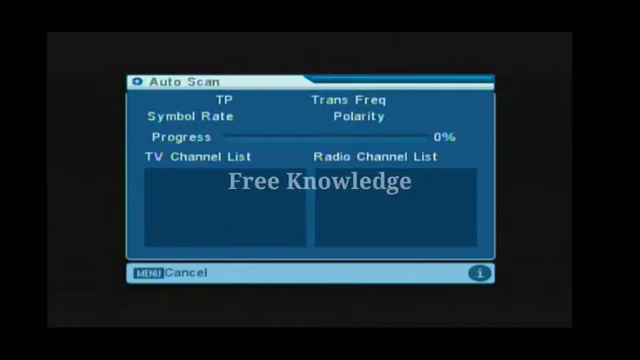 Auto Scan
TP Trans Freq
Symbol Rate Polarity
Progress 0%
TV Channel List Radio Channel List
Free Knowledge
MENU Cancel i